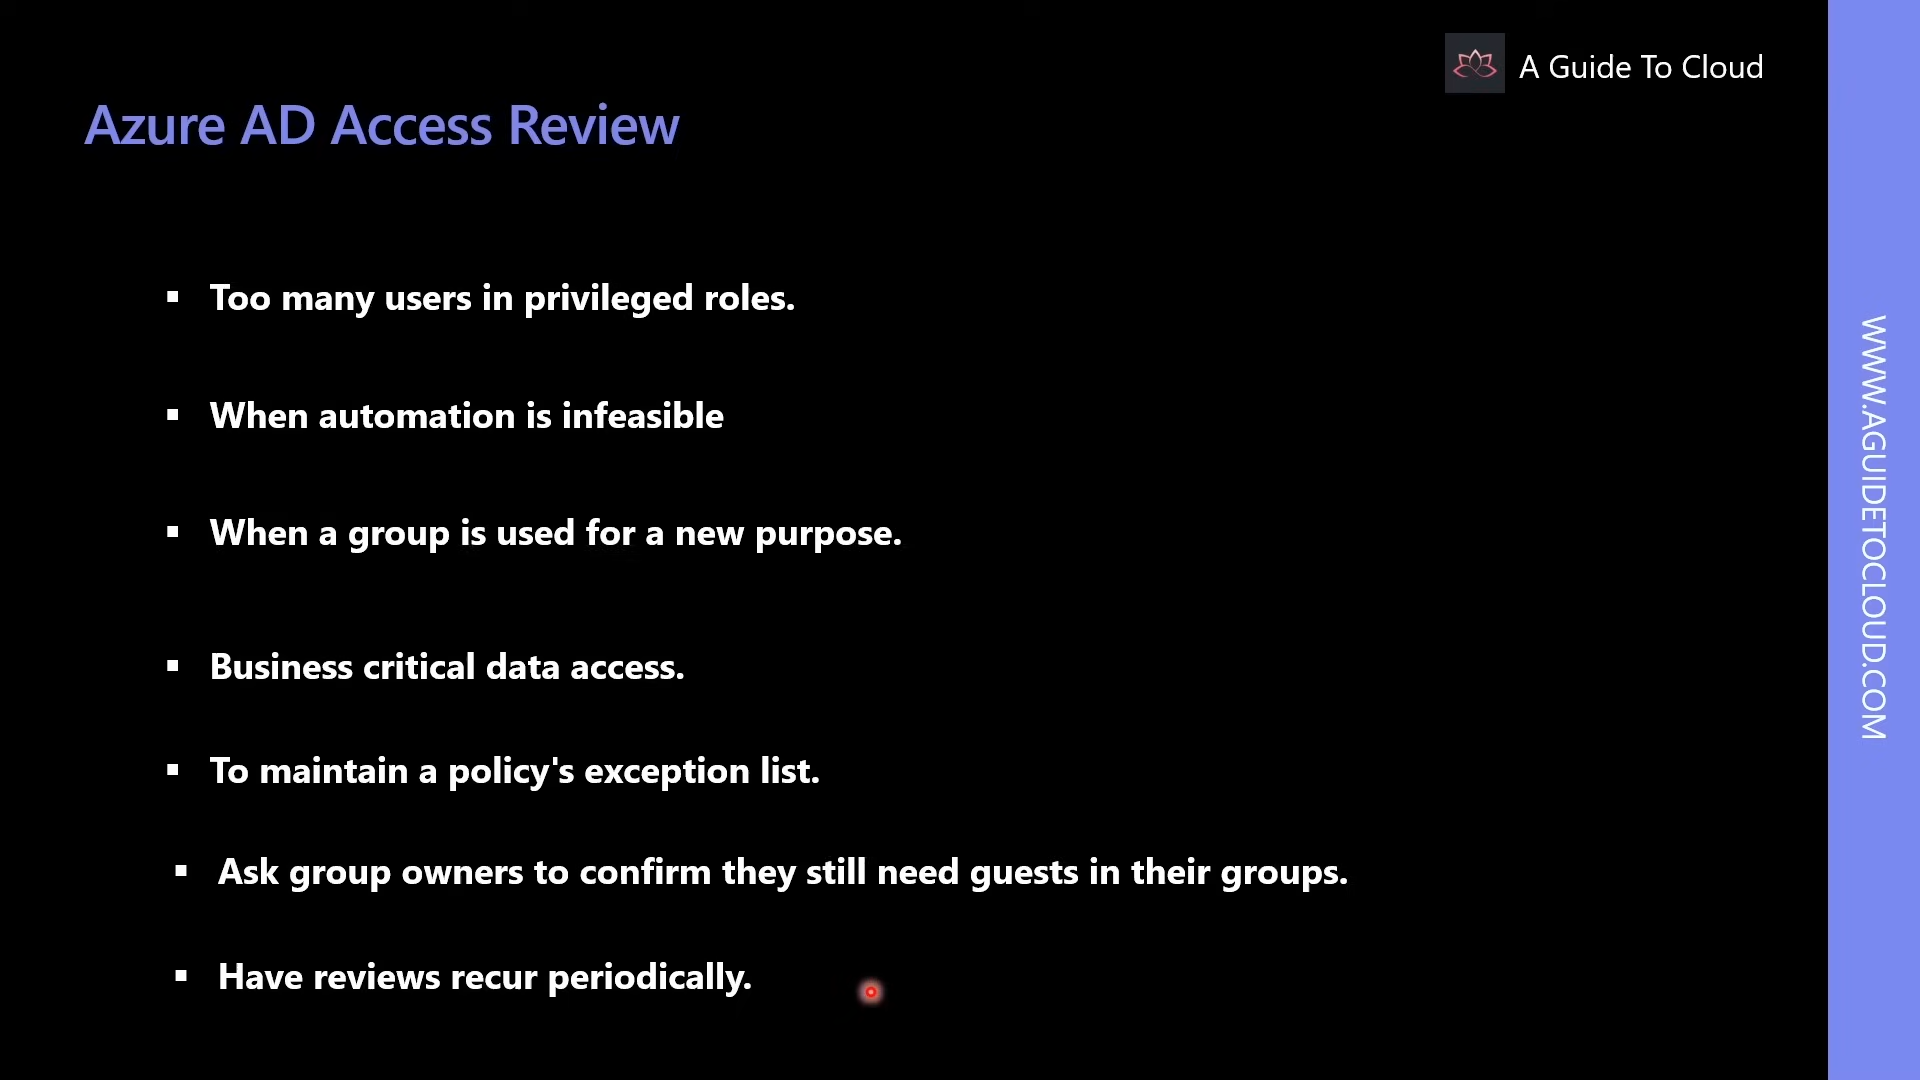 A Guide To Cloud
Azure AD Access Review
▪ Too many users in privileged roles.
▪ When automation is infeasible
▪ When a group is used for a new purpose.
▪ Business critical data access.
▪ To maintain a policy's exception list.
▪ Ask group owners to confirm they still need guests in their groups.
▪ Have reviews recur periodically.
WWW.AGUIDETOCLOUD.COM